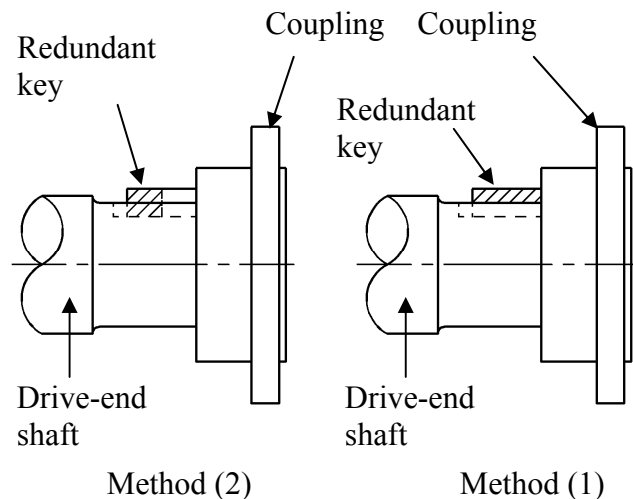 Redundant
key
Coupling
Coupling
Redundant
key
Drive-end
shaft
Drive-end
shaft
Method (2)
Method (1)